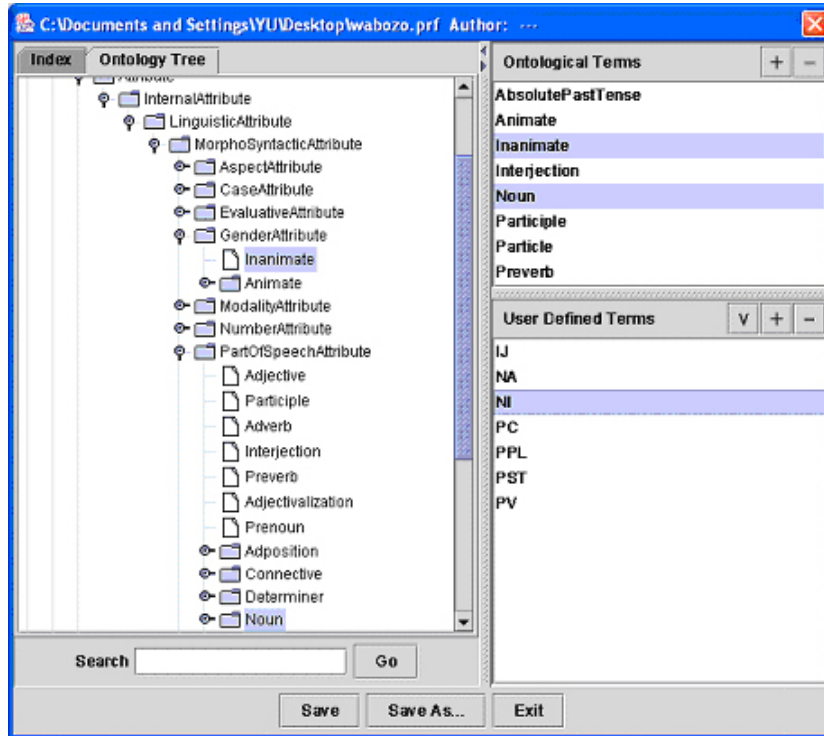 C:\Documents and Settings\YU\Desktop\wabozo.prf Author: ---
Index Ontology Tree
Attribute
InternalAttribute
LinguisticAttribute
MorphoSyntacticAttribute
AspectAttribute
CaseAttribute
EvaluativeAttribute
GenderAttribute
Inanimate
Animate
ModalityAttribute
NumberAttribute
PartOfSpeechAttribute
Adjective
Participle
Adverb
Interjection
Preverb
Adjectivalization
Prenoun
Adposition
Connective
Determiner
Noun
Search Go
Ontological Terms + -
AbsolutePastTense
Animate
Inanimate
Interjection
Noun
Participle
Particle
Preverb
User Defined Terms V + -
IJ
NA
NI
PC
PPL
PST
PV
Save Save As... Exit